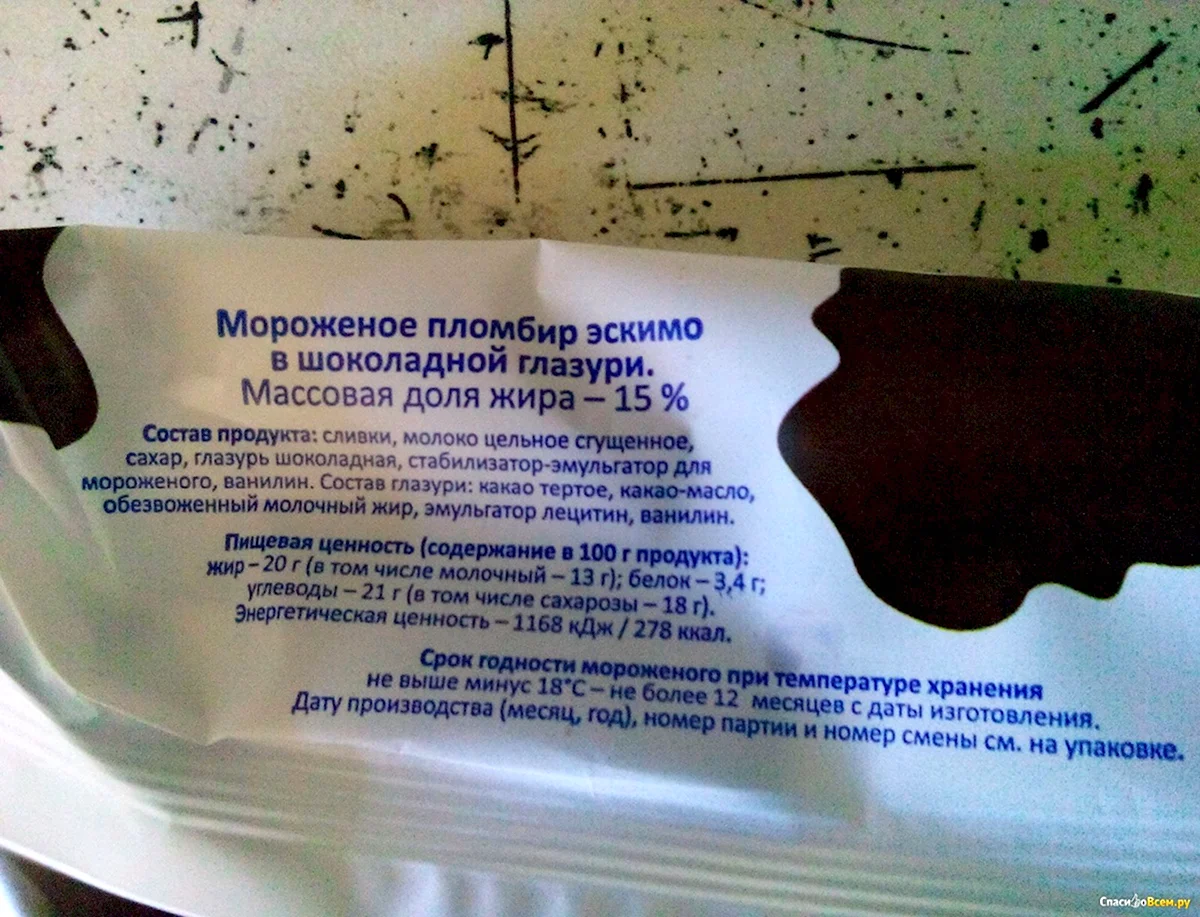 Мороженое пломбир эскимо
в шоколадной глазури.
Массовая доля жира – 15 %
Состав продукта: сливки, молоко цельное сгущенное,
сахар, глазурь шоколадная, стабилизатор-эмульгатор для
мороженого, ванилин. Состав глазури: какао тертое, какао-масло,
обезвоженный молочный жир, эмульгатор лецитин, ванилин.
Пищевая ценность (содержание в 100 г продукта):
жир – 20 г (в том числе молочный – 13 г); белок – 3,4 г;
углеводы – 21 г (в том числе сахарозы – 18 г).
Энергетическая ценность – 1168 кДж / 278 ккал.
Срок годности мороженого при температуре хранения
не выше минус 18°С – не более 12 месяцев с даты изготовления.
Дату производства (месяц, год), номер партии и номер смены см. на упаковке.
СпасибоВсем.ру